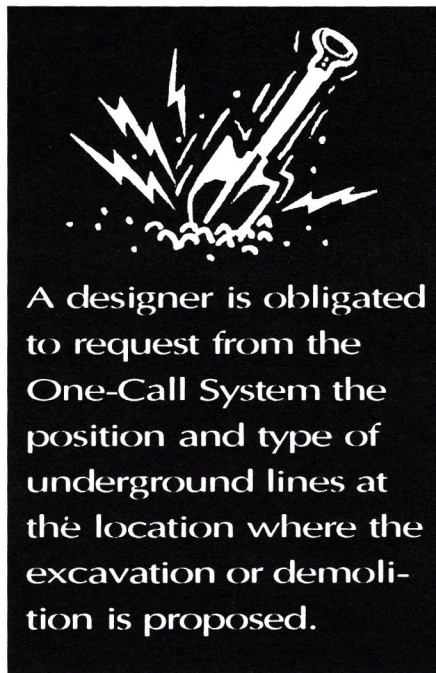 A designer is obligated
to request from the
One-Call System the
position and type of
underground lines at
the location where the
excavation or demoli-
tion is proposed.